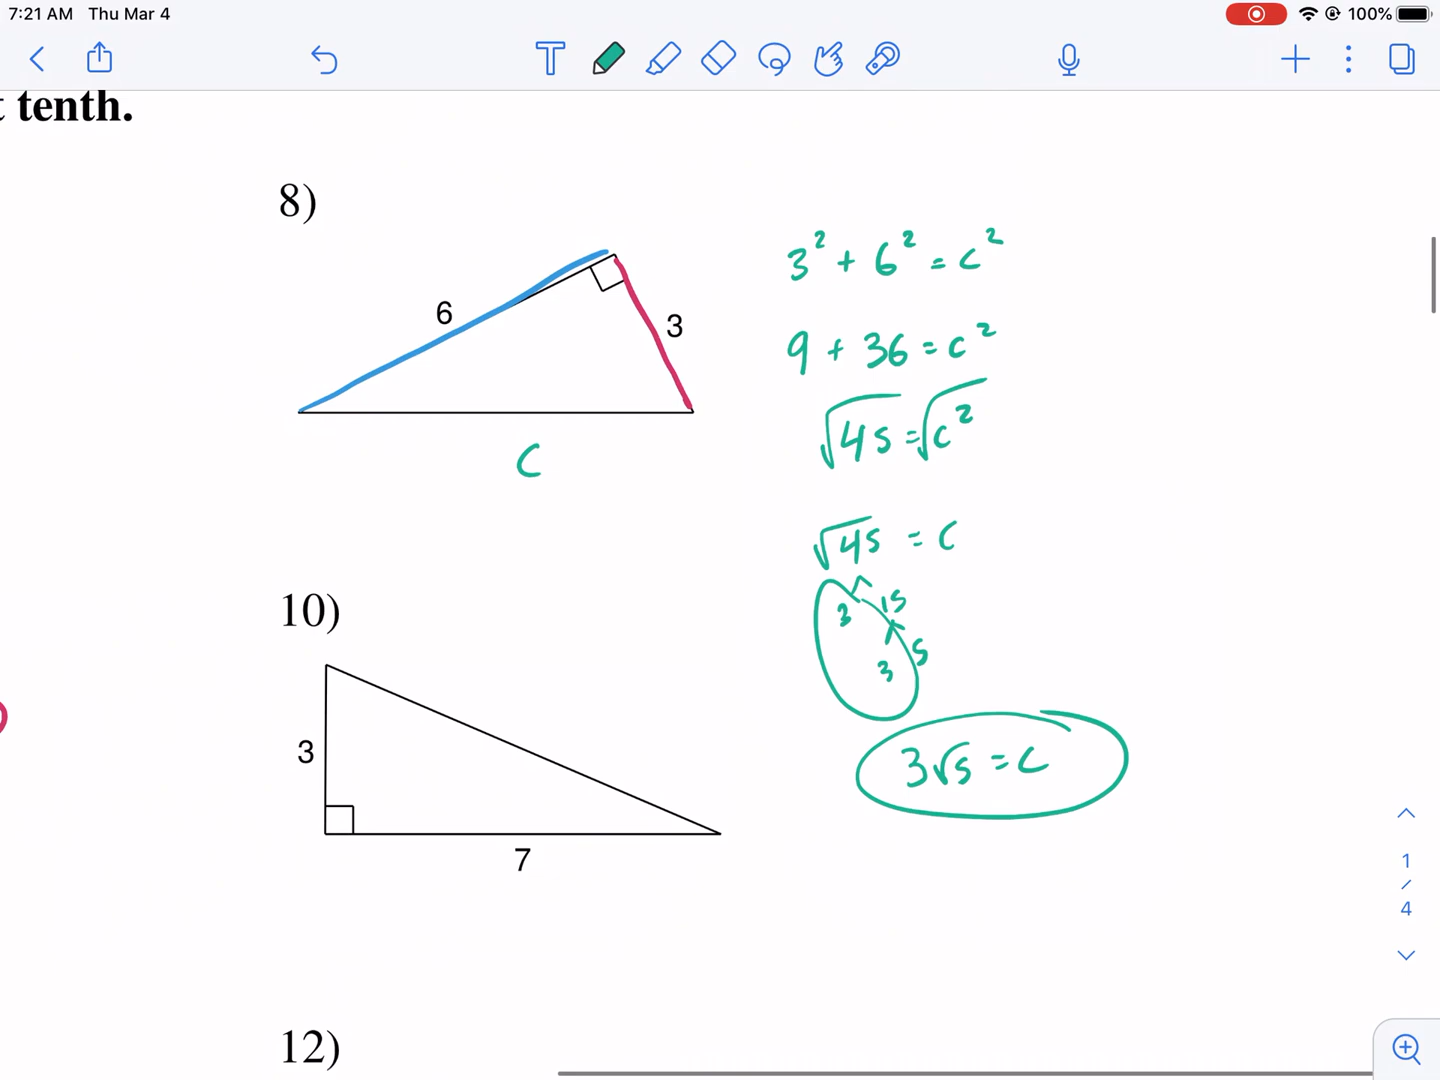 7:21 AM Thu Mar 4
100%
T
t tenth.
8)
6
3
C
3² + 6² = c²
9 + 36 = c²
√45 = √c²
√45 = c
3 15
3 5
3√5 = c
10)
3
7
12)
1
/
4